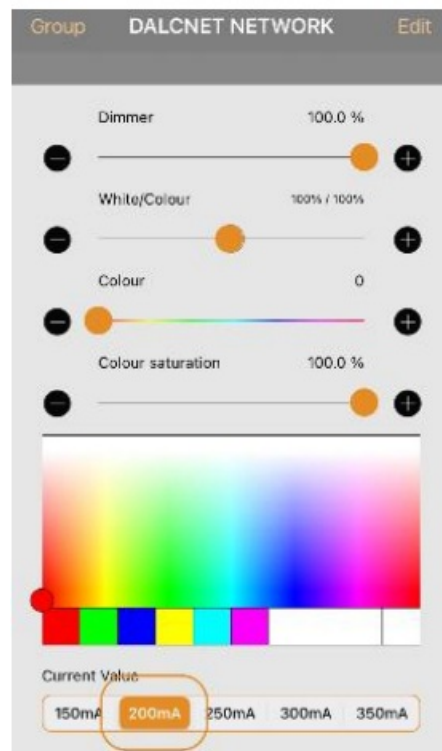 Group DALCNET NETWORK Edit
Dimmer 100.0 %
White/Colour 100% / 100%
Colour 0
Colour saturation 100.0 %
Current Value
150mA 200mA 250mA 300mA 350mA